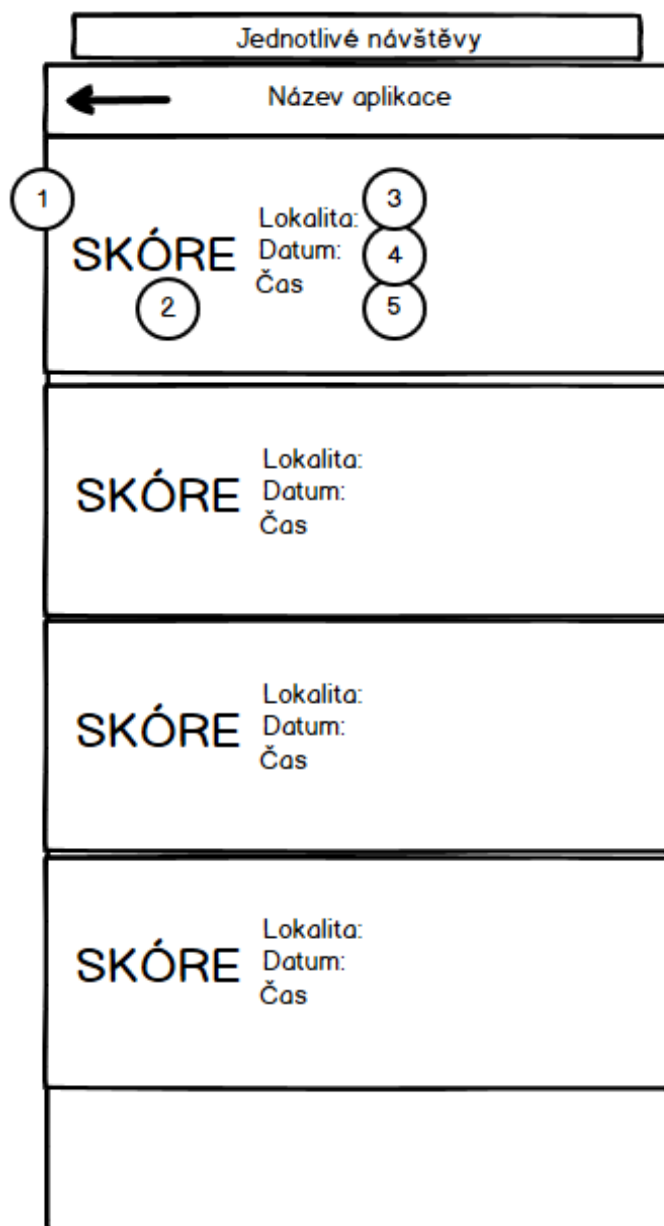 Jednotlivé návštěvy
Název aplikace
1
SKÓRE
2
Lokalita: 3
Datum: 4
Čas 5
SKÓRE
Lokalita:
Datum:
Čas
SKÓRE
Lokalita:
Datum:
Čas
SKÓRE
Lokalita:
Datum:
Čas